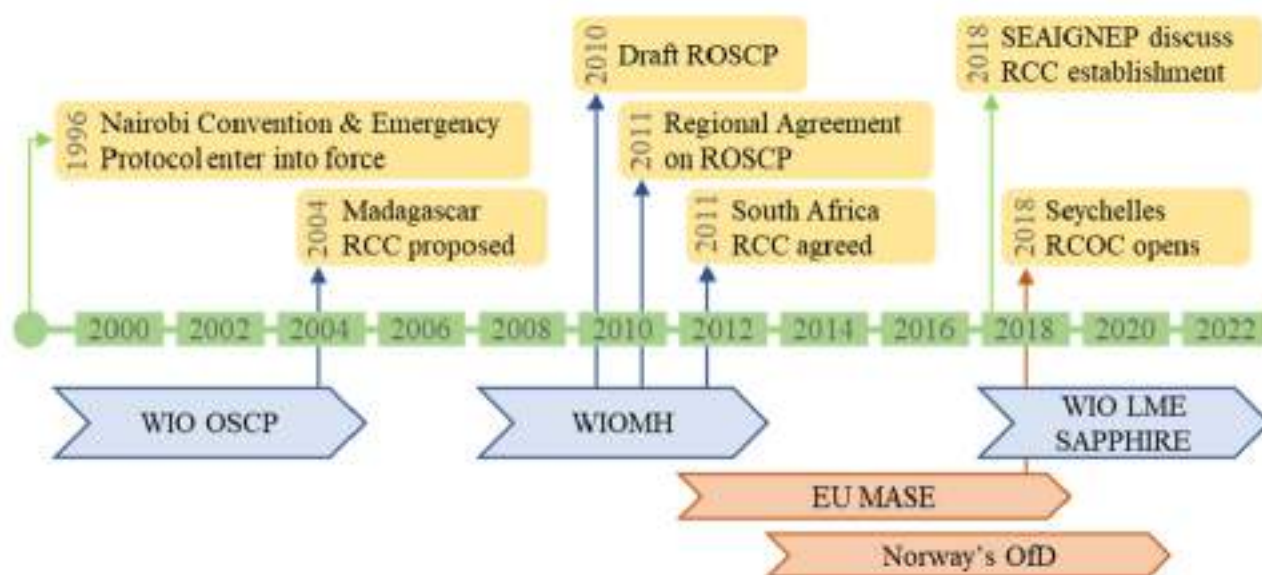 2010
Draft ROSCP
2018
SEAIGNEP discuss
RCC establishment
1996
Nairobi Convention & Emergency
Protocol enter into force
2011
Regional Agreement
on ROSCP
2004
Madagascar
RCC proposed
2011
South Africa
RCC agreed
2018
Seychelles
RCOC opens
2000 2002 2004 2006 2008 2010 2012 2014 2016 2018 2020 2022
WIO OSCP
WIOMH
WIO LME
SAPPHIRE
EU MASE
Norway's OfD